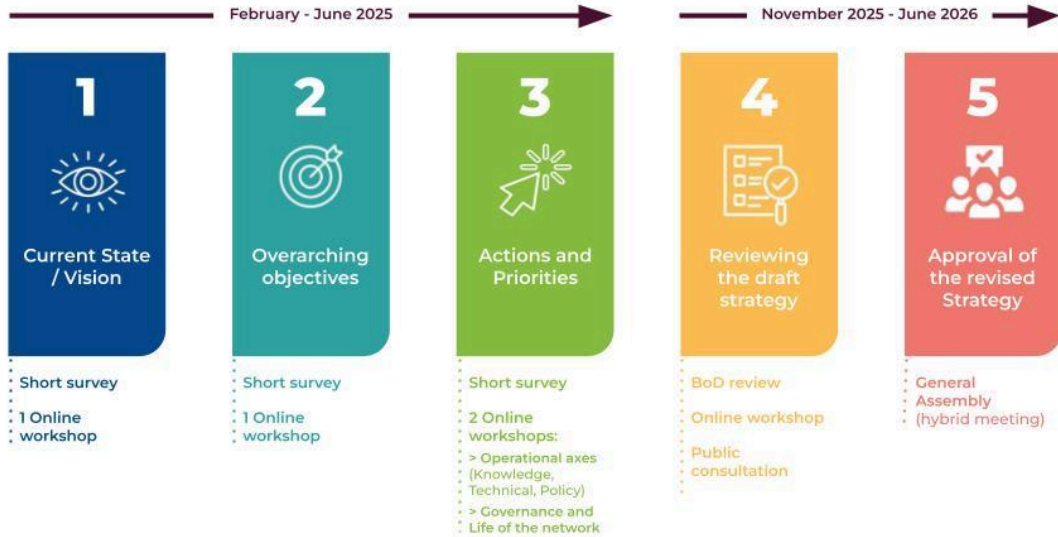 February - June 2025
November 2025 - June 2026
1
Current State
/ Vision
Short survey
1 Online
workshop
2
Overarching
objectives
Short survey
1 Online
workshop
3
Actions and
Priorities
Short survey
2 Online
workshops:
> Operational axes
(Knowledge,
Technical, Policy)
> Governance and
Life of the network
4
Reviewing
the draft
strategy
BoD review
Online workshop
Public
consultation
5
Approval of
the revised
Strategy
General
Assembly
(hybrid meeting)